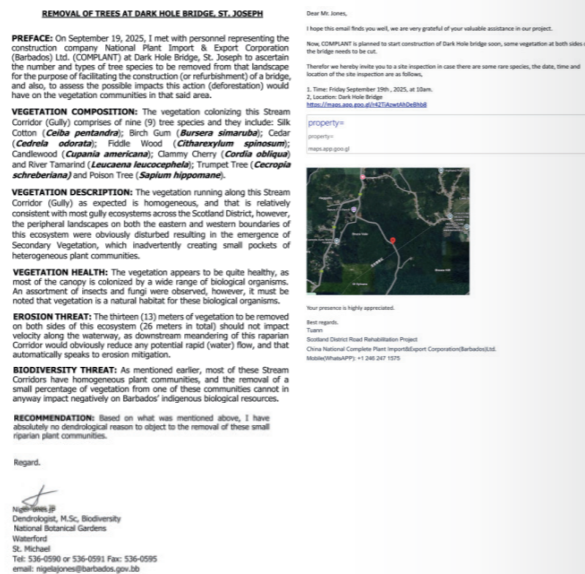 REMOVAL OF TREES AT DARK HOLE BRIDGE, ST. JOSEPH
PREFACE: On September 19, 2025, I met with personnel representing the
construction company National Plant Import & Export Corporation
(Barbados) Ltd. (COMPLANT) at Dark Hole Bridge, St. Joseph to ascertain
the number and types of tree species to be removed from that landscape
for the purpose of facilitating the construction (or refurbishment) of a bridge,
and also, to assess the possible impacts this action (deforestation) would
have on the vegetation communities in that said area.
VEGETATION COMPOSITION: The vegetation colonizing this Stream
Corridor (Gully) comprises of nine (9) tree species and they include: Silk
Cotton (Ceiba pentandra); Birch Gum (Bursera simaruba); Cedar
(Cedrela odorata); Fiddle Wood (Citharexylum spinosum);
Candlewood (Cupania americana); Clammy Cherry (Cordia obliqua)
and River Tamarind (Leucaena leucocephela); Trumpet Tree (Cecropia
schreberiana) and Poison Tree (Sapium hippomane).
VEGETATION DESCRIPTION: The vegetation running along this Stream
Corridor (Gully) as expected is homogeneous, and that is relatively
consistent with most gully ecosystems across the Scotland District, however,
the peripheral landscapes on both the eastern and western boundaries of
this ecosystem were obviously disturbed resulting in the emergence of
Secondary Vegetation, which inadvertently creating small pockets of
heterogeneous plant communities.
VEGETATION HEALTH: The vegetation appears to be quite healthy, as
most of the canopy is colonized by a wide range of biological organisms.
An assortment of insects and fungi were observed, however, it must be
noted that vegetation is a natural habitat for these biological organisms.
EROSION THREAT: The thirteen (13) meters of vegetation to be removed
on both sides of this ecosystem (26 meters in total) should not impact
velocity along the waterway, as downstream meandering of this raparian
Corridor would obviously reduce any potential rapid (water) flow, and that
automatically speaks to erosion mitigation.
BIODIVERSITY THREAT: As mentioned earlier, most of these Stream
Corridors have homogeneous plant communities, and the removal of a
small percentage of vegetation from one of these communities cannot in
anyway impact negatively on Barbados' indigenous biological resources.
RECOMMENDATION: Based on what was mentioned above, I have
absolutely no dendrological reason to object to the removal of these small
riparian plant communities.
Regard.
Dendrologist, M.Sc, Biodiversity
National Botanical Gardens
Waterford
St. Michael
Tel: 536-0590 or 536-0591 Fax: 536-0595
email: nigelajones@barbados.gov.bb
Dear Mr. Jones,
I hope this email finds you well, we are very grateful of your valuable assistance in our project.
Now, COMPLANT is planned to start construction of Dark Hole bridge soon, some vegetation at both sides
the bridge needs to be cut.
Therefor we hereby invite you to a site inspection in case there are some rare species, the date, time and
location of the site inspection are as follows,
1, Time: Friday September 19th, 2025, at 10am.
2, Location: Dark Hole Bridge
property=
property=
maps.app.goo.gl
Your presence is highly appreciated.
Best regards.
Tuann
Scotland District Road Rehabilitation Project
China National Complete Plant Import&Export Corporation(Barbados)Ltd.
Mobile(WhatsAPP): +1 246 247 1575